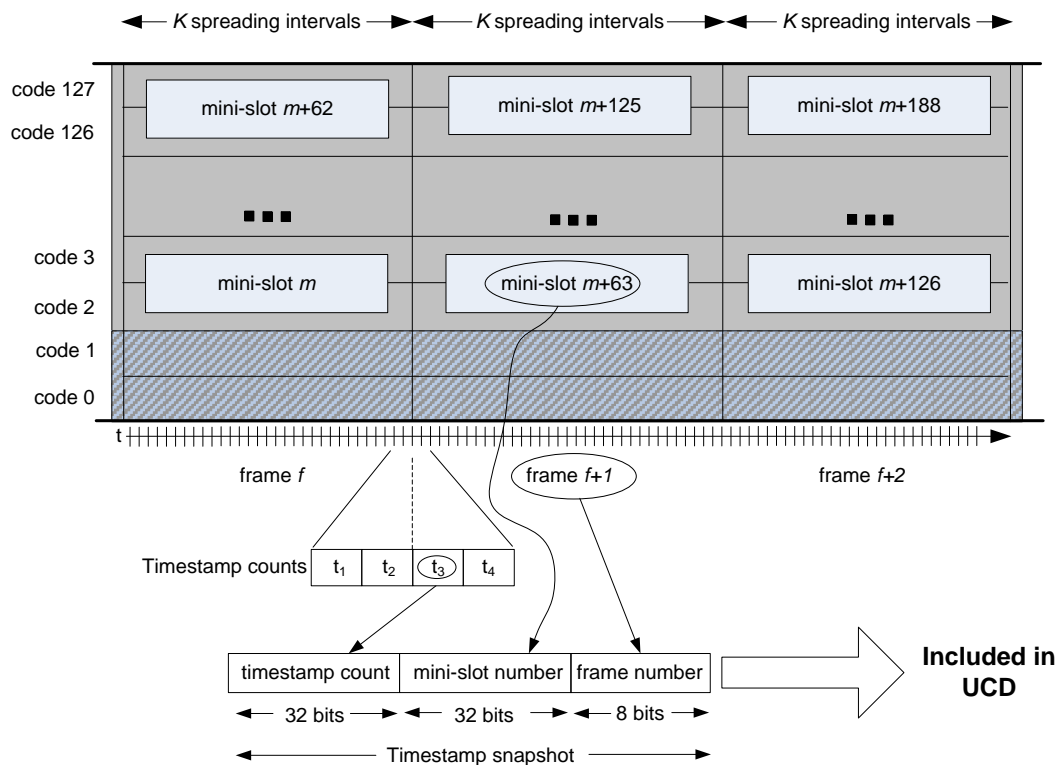 K spreading intervals K spreading intervals K spreading intervals
code 127
mini-slot m+62 mini-slot m+125 mini-slot m+188
code 126
code 3
mini-slot m mini-slot m+63 mini-slot m+126
code 2
code 1
code 0
t
frame f frame f+1 frame f+2
Timestamp counts t1 t2 t3 t4
timestamp count mini-slot number frame number
Included in
UCD
32 bits 32 bits 8 bits
Timestamp snapshot